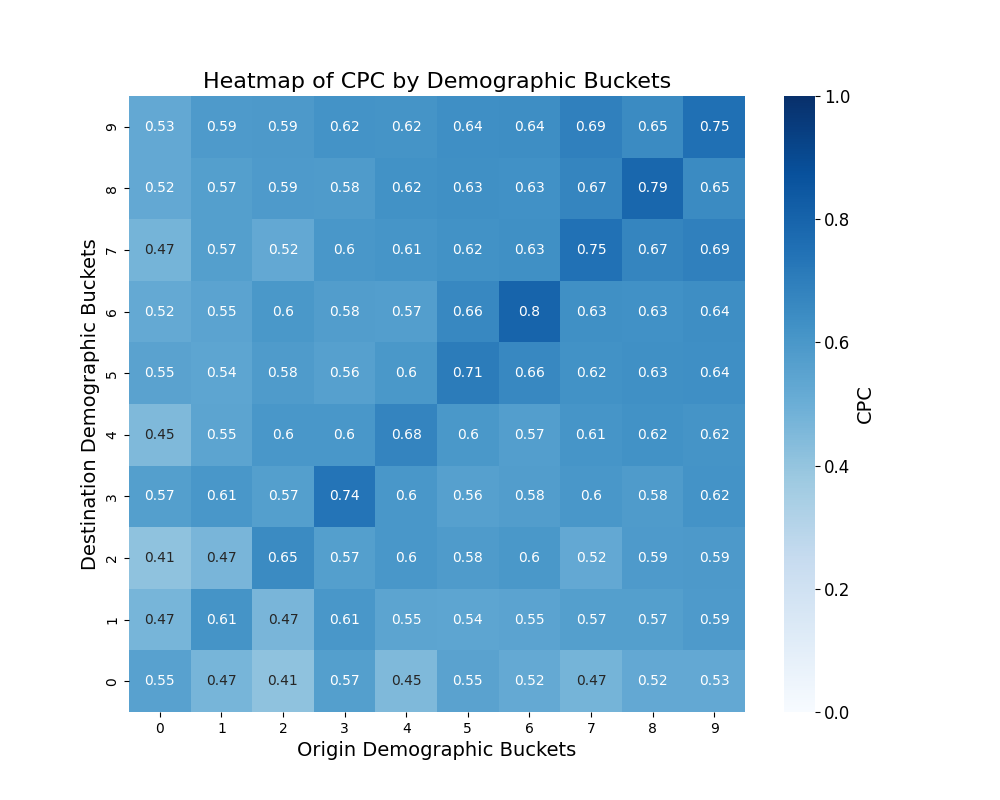 Heatmap of CPC by Demographic Buckets
9 0.53 0.59 0.59 0.62 0.62 0.64 0.64 0.69 0.65 0.75
8 0.52 0.57 0.59 0.58 0.62 0.63 0.63 0.67 0.79 0.65
7 0.47 0.57 0.52 0.6 0.61 0.62 0.63 0.75 0.67 0.69
6 0.52 0.55 0.6 0.58 0.57 0.66 0.8 0.63 0.63 0.64
5 0.55 0.54 0.58 0.56 0.6 0.71 0.66 0.62 0.63 0.64
4 0.45 0.55 0.6 0.6 0.68 0.6 0.57 0.61 0.62 0.62
3 0.57 0.61 0.57 0.74 0.6 0.56 0.58 0.6 0.58 0.62
2 0.41 0.47 0.65 0.57 0.6 0.58 0.6 0.52 0.59 0.59
1 0.47 0.61 0.47 0.61 0.55 0.54 0.55 0.57 0.57 0.59
0 0.55 0.47 0.41 0.57 0.45 0.55 0.52 0.47 0.52 0.53
0 1 2 3 4 5 6 7 8 9
Origin Demographic Buckets
Destination Demographic Buckets
1.0
0.8
0.6
0.4
0.2
0.0
CPC